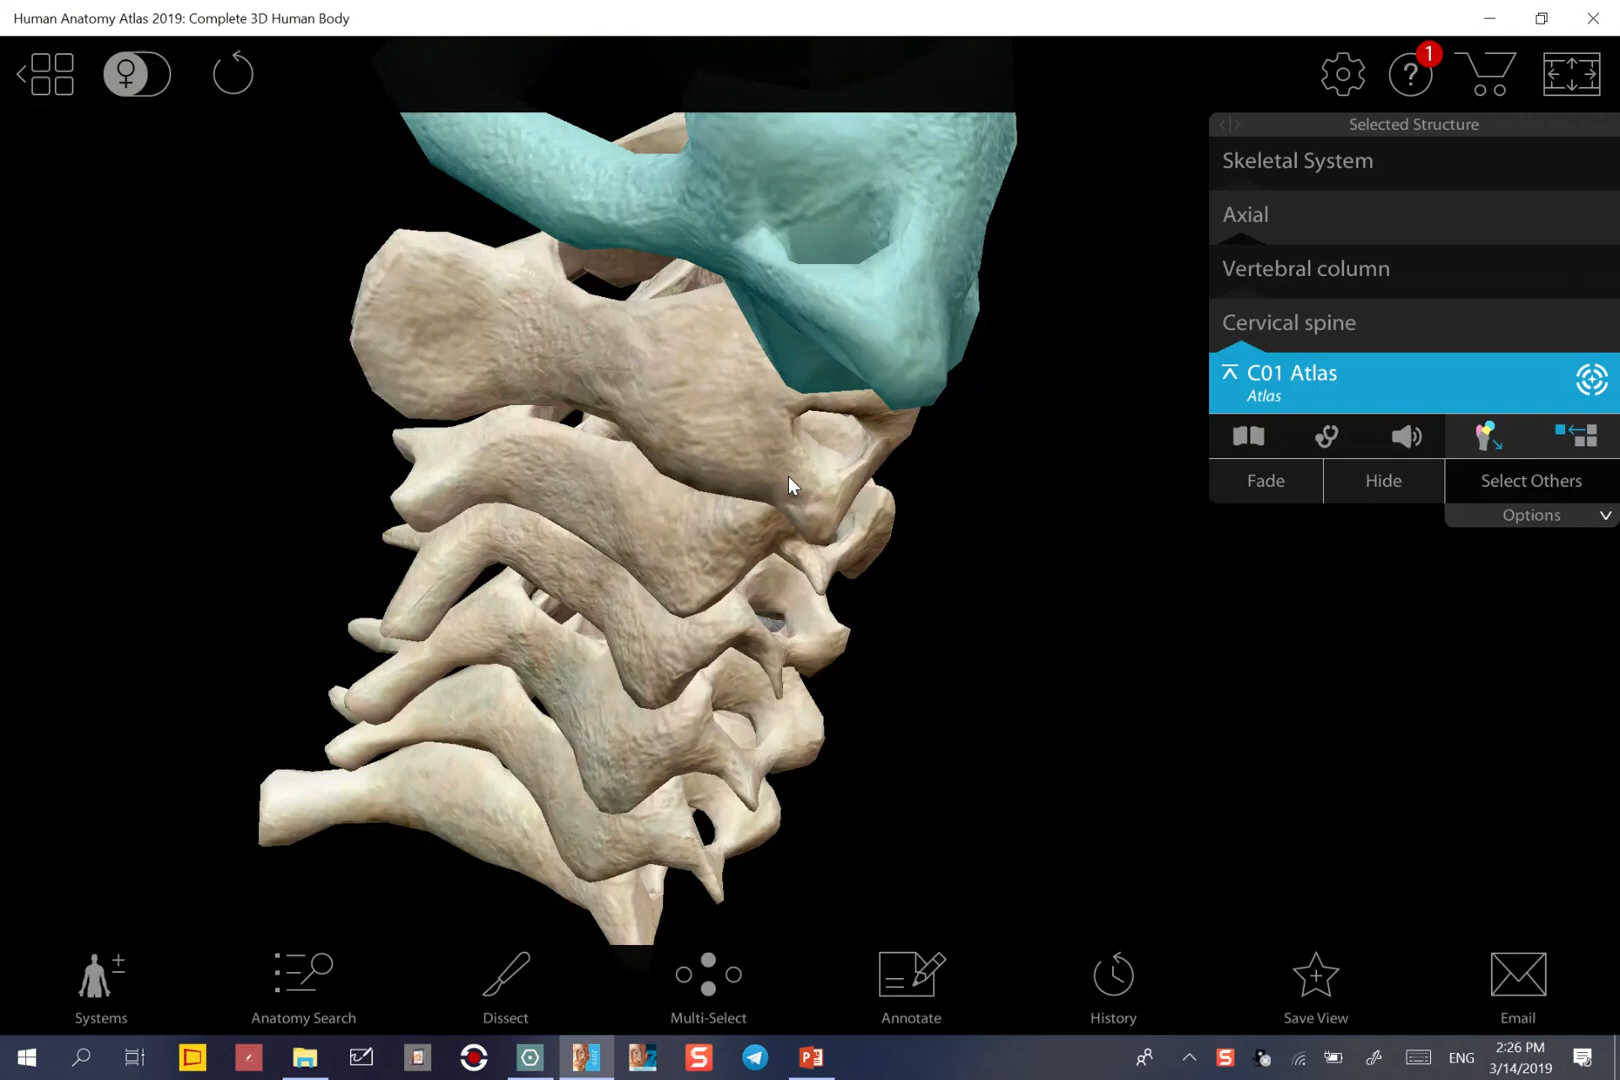 Human Anatomy Atlas 2019: Complete 3D Human Body
1
Selected Structure
Skeletal System
Axial
Vertebral column
Cervical spine
C01 Atlas
Atlas
Fade Hide Select Others
Options
Systems Anatomy Search Dissect Multi-Select Annotate History Save View Email
ENG
2:26 PM
3/14/2019